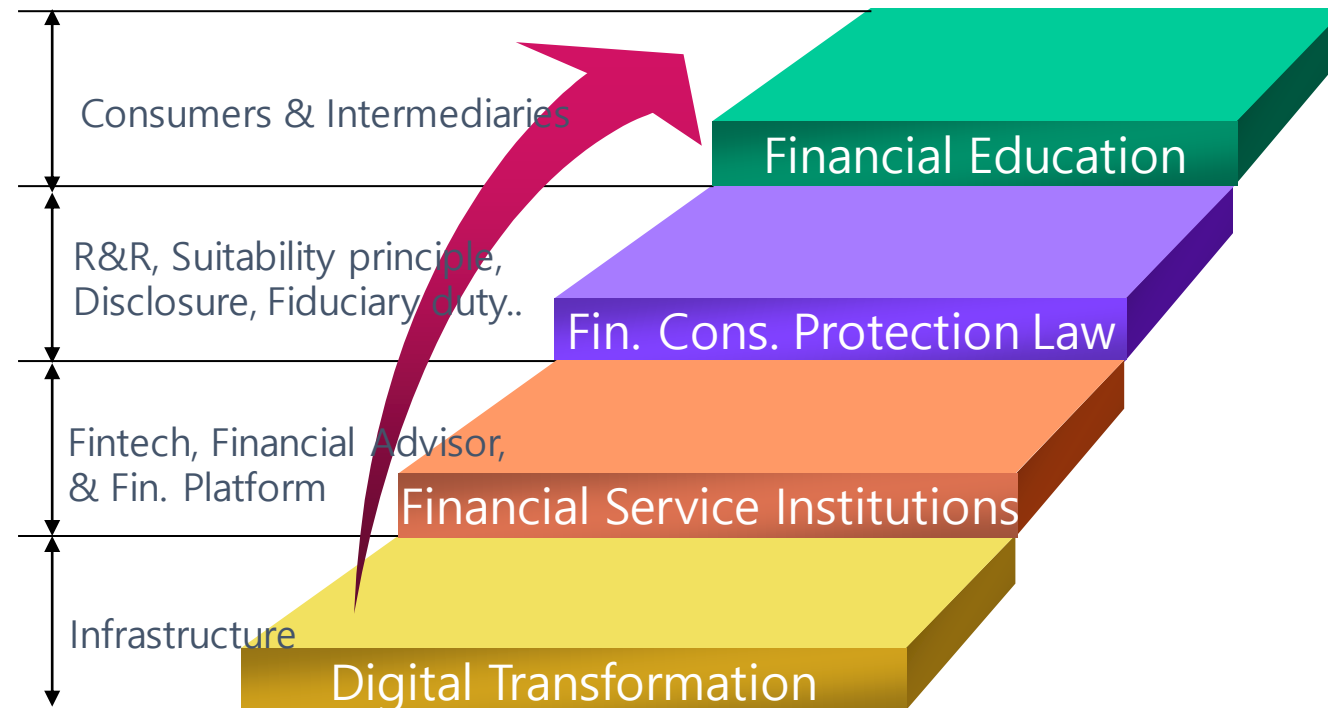 Consumers & Intermediaries
Financial Education
R&R, Suitability principle,
Disclosure, Fiduciary duty..
Fin. Cons. Protection Law
Fintech, Financial Advisor,
& Fin. Platform
Financial Service Institutions
Infrastructure
Digital Transformation